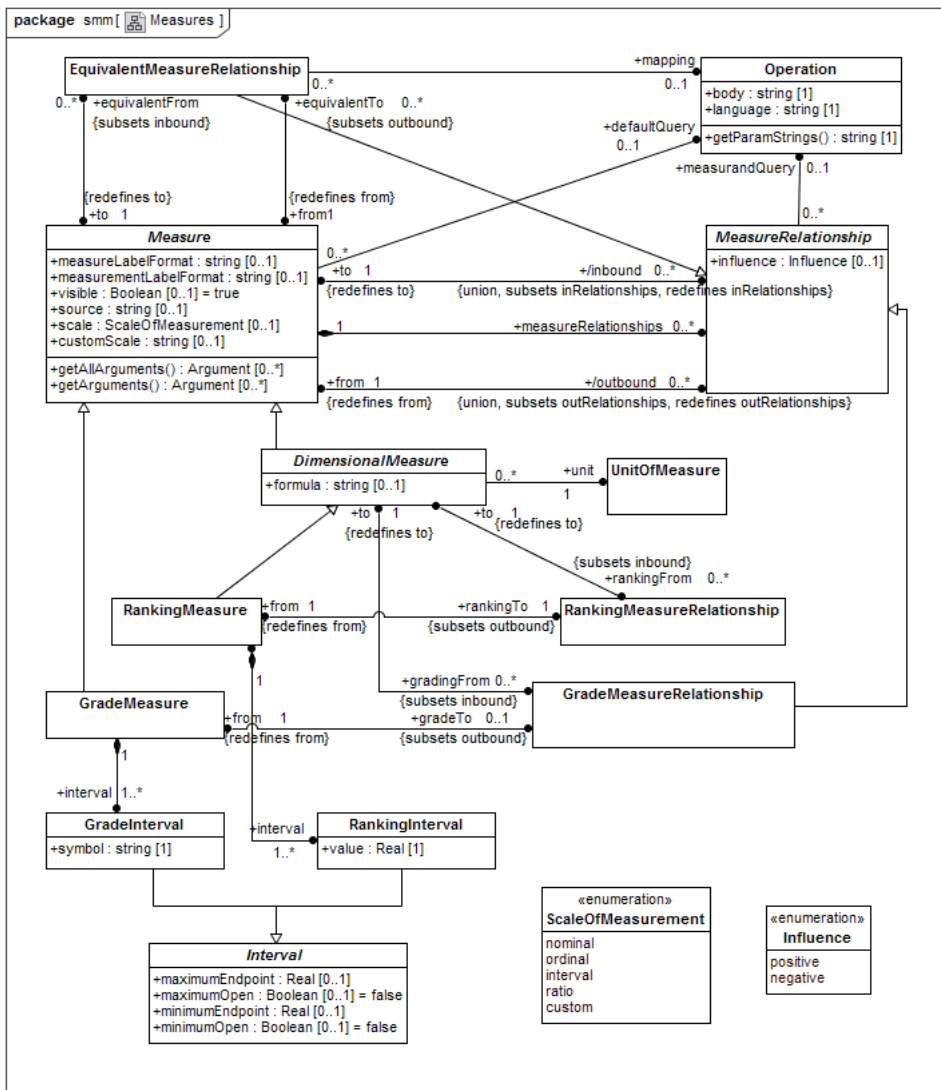 package smm[ Measures ]
EquivalentMeasureRelationship
0..*
+mapping
0..1
Operation
+body : string [1]
+language : string [1]
+getParamStrings() : string [1]
0..*
+equivalentFrom
{subsets inbound}
+equivalentTo 0..*
{subsets outbound}
+defaultQuery
0..1
+measurandQuery 0..1
{redefines to}
+to 1
{redefines from}
+from1
0..*
0..*
Measure
+measureLabelFormat : string [0..1]
+measurementLabelFormat : string [0..1]
+visible : Boolean [0..1] = true
+source : string [0..1]
+scale : ScaleOfMeasurement [0..1]
+customScale : string [0..1]
+getAllArguments() : Argument [0..*]
+getArguments() : Argument [0..*]
MeasureRelationship
+influence : Influence [0..1]
+to 1
{redefines to}
+/inbound 0..*
{union, subsets inRelationships, redefines inRelationships}
1
+measureRelationships 0..*
+from 1
{redefines from}
+/outbound 0..*
{union, subsets outRelationships, redefines outRelationships}
DimensionalMeasure
+formula : string [0..1]
0..*
+unit
1
UnitOfMeasure
+to 1
{redefines to}
+to 1
{redefines to}
{subsets inbound}
+rankingFrom 0..*
RankingMeasure
+from 1
{redefines from}
+rankingTo 1
{subsets outbound}
RankingMeasureRelationship
1
+gradingFrom 0..*
{subsets inbound}
GradeMeasureRelationship
GradeMeasure
+from 1
{redefines from}
+gradeTo 0..1
{subsets outbound}
1
+interval 1..*
GradeInterval
+symbol : string [1]
+interval
1..*
RankingInterval
+value : Real [1]
Interval
+maximumEndpoint : Real [0..1]
+maximumOpen : Boolean [0..1] = false
+minimumEndpoint : Real [0..1]
+minimumOpen : Boolean [0..1] = false
«enumeration»
ScaleOfMeasurement
nominal
ordinal
interval
ratio
custom
«enumeration»
Influence
positive
negative